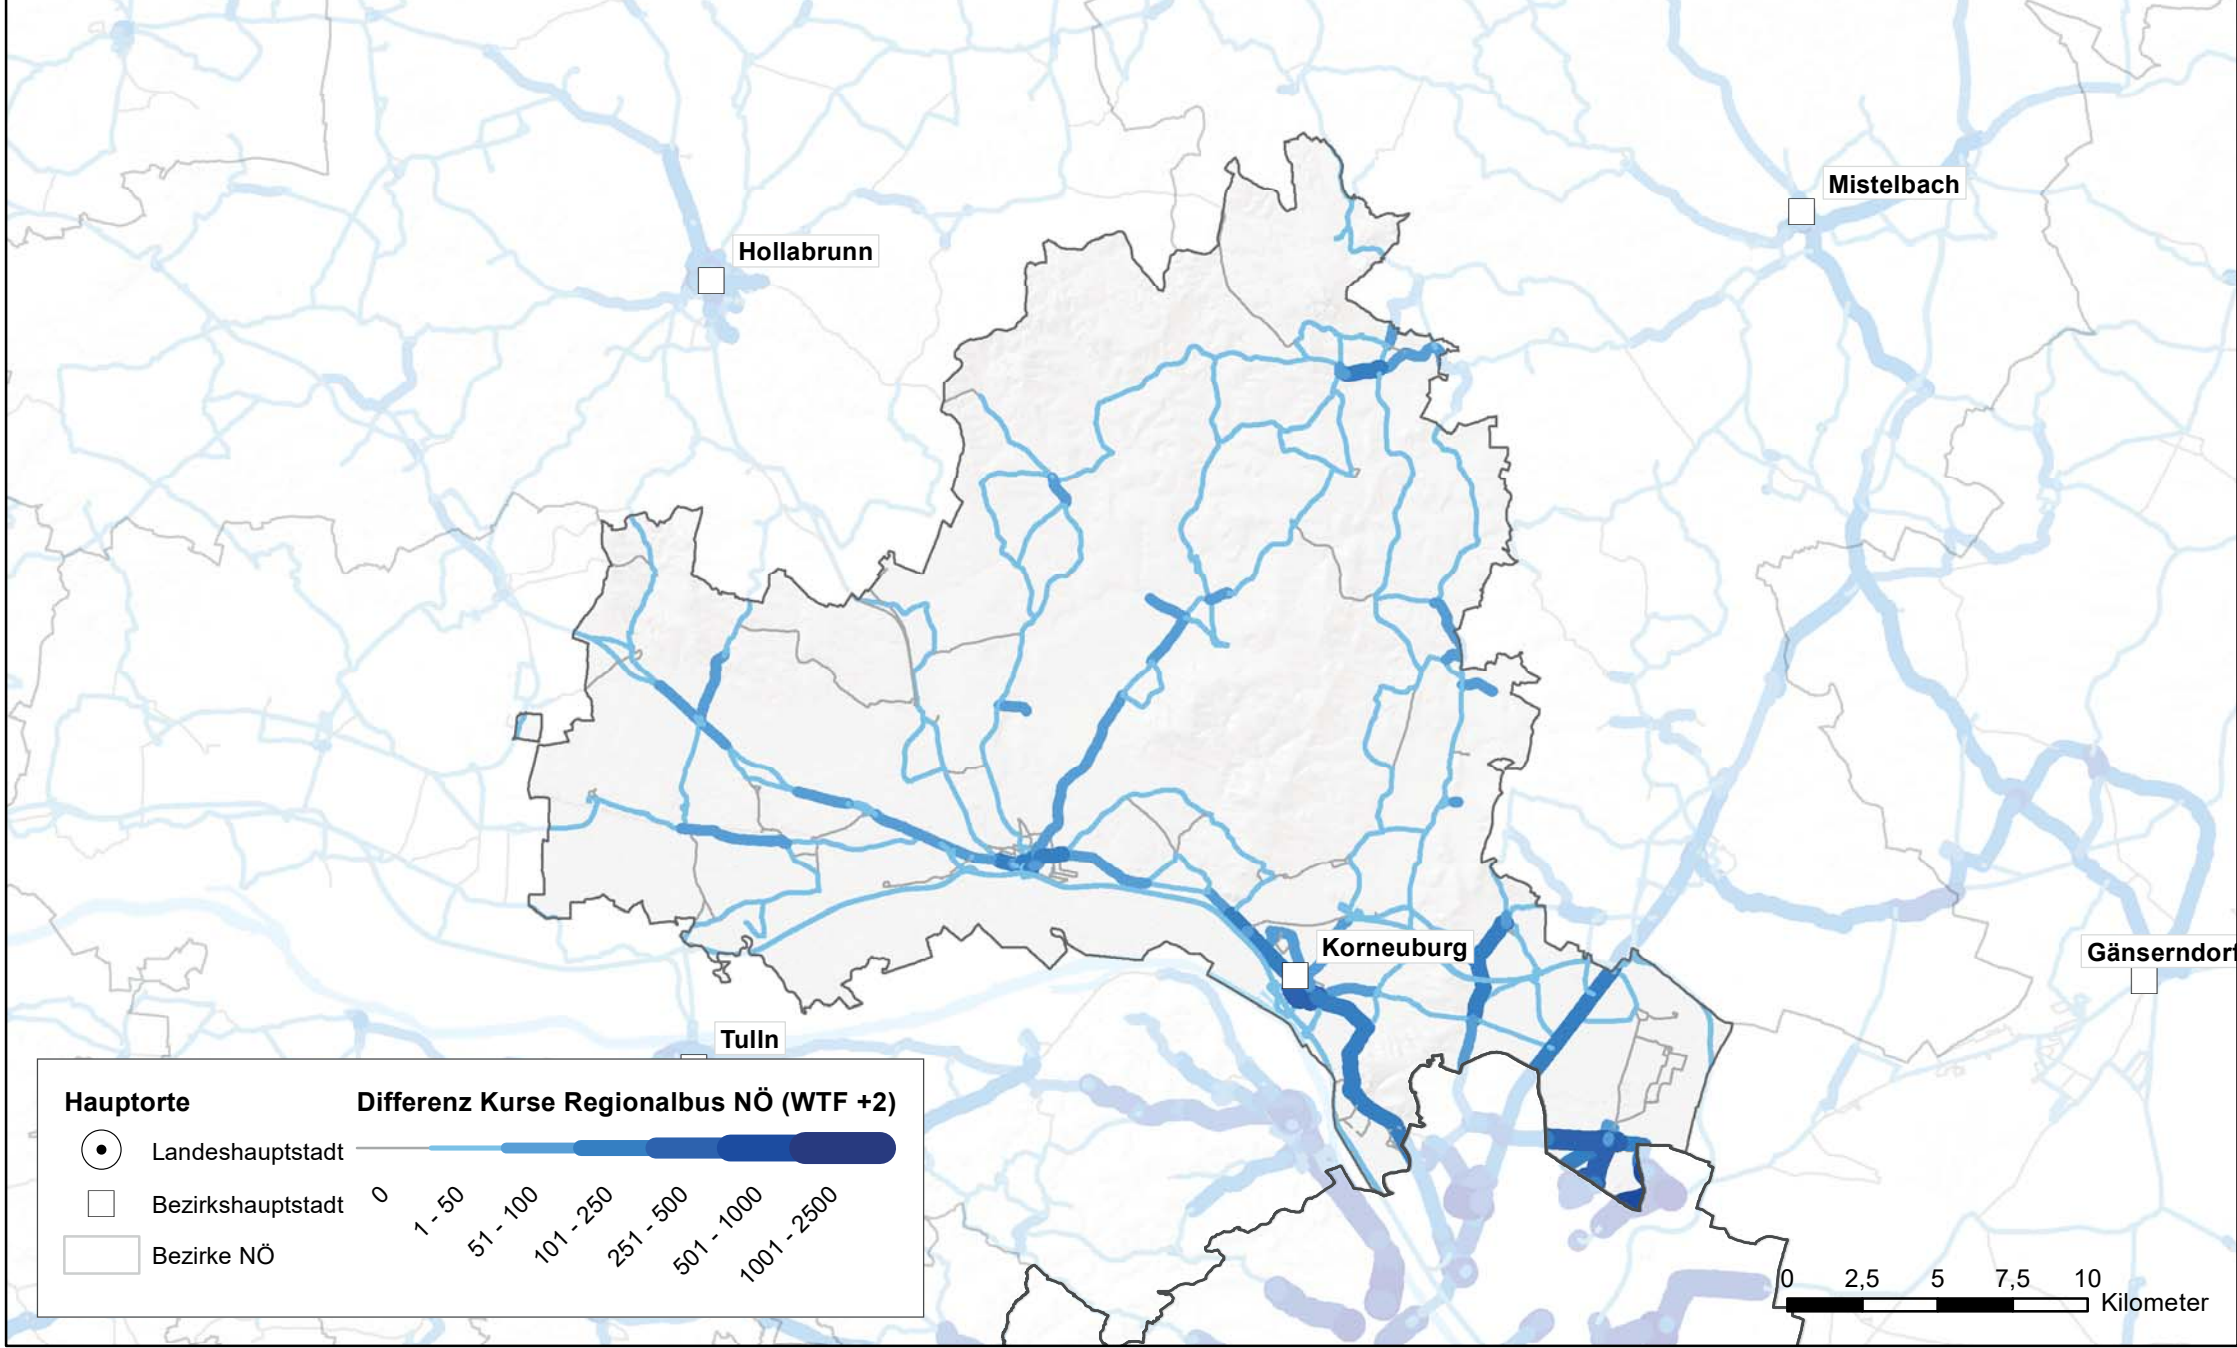 Mistelbach
Hollabrunn
Korneuburg
Gänserndorf
Tulln
Hauptorte
Landeshauptstadt
Bezirkshauptstadt
Bezirke NÖ
Differenz Kurse Regionalbus NÖ (WTF +2)
0
1 - 50
51 - 100
101 - 250
251 - 500
501 - 1000
1001 - 2500
0 2,5 5 7,5 10
Kilometer